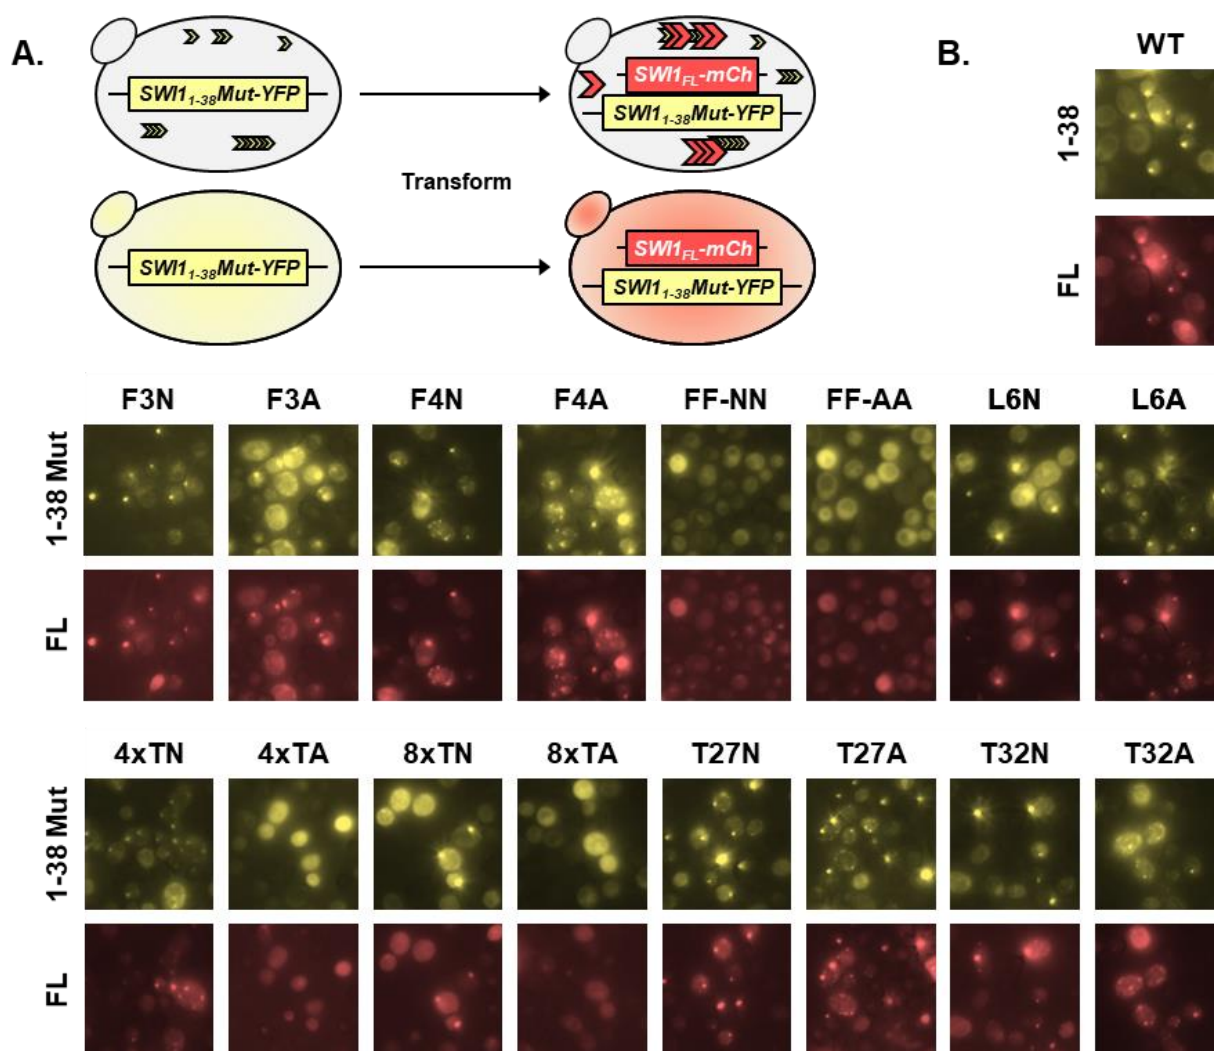 A.
SWI1₁₋₃₈Mut-YFP
SWI1FL-mCh
SWI1₁₋₃₈Mut-YFP
Transform
SWI1₁₋₃₈Mut-YFP
SWI1FL-mCh
SWI1₁₋₃₈Mut-YFP
B.
WT
1-38
FL
F3N F3A F4N F4A FF-NN FF-AA L6N L6A
1-38 Mut
FL
4xTN 4xTA 8xTN 8xTA T27N T27A T32N T32A
1-38 Mut
FL